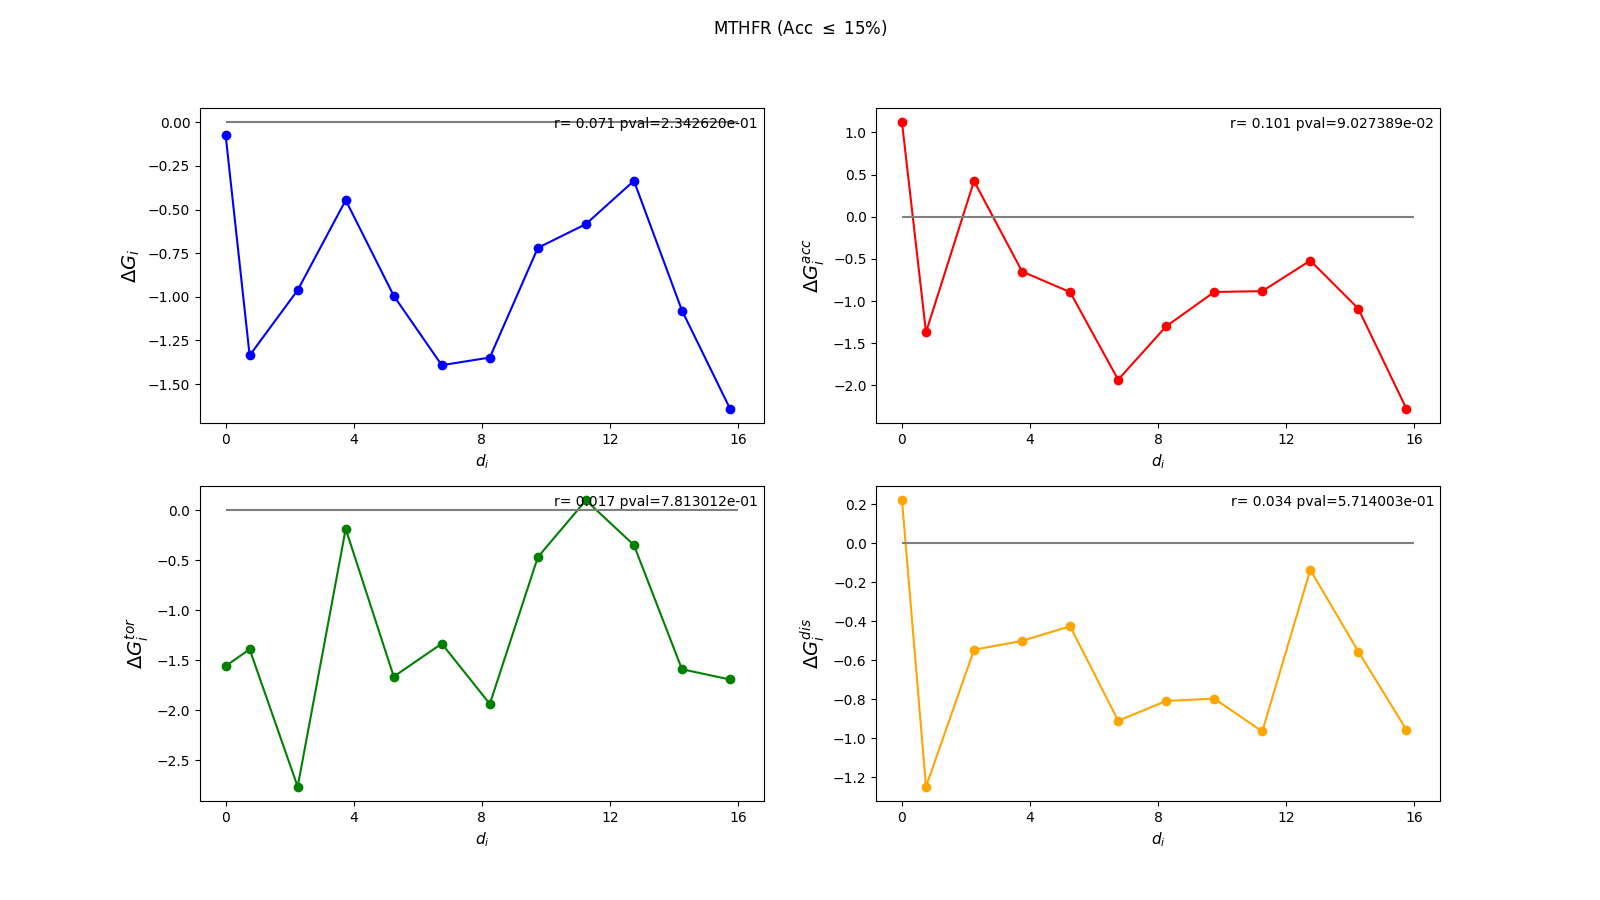 MTHFR (Acc ≤ 15%)
r= 0.071 pval=2.342620e-01
0.00
−0.25
−0.50
−0.75
−1.00
−1.25
−1.50
ΔG_i
0 4 8 12 16
d_i
r= 0.101 pval=9.027389e-02
1.0
0.5
0.0
−0.5
−1.0
−1.5
−2.0
ΔG_i^acc
0 4 8 12 16
d_i
r= 0.017 pval=7.813012e-01
0.0
−0.5
−1.0
−1.5
−2.0
−2.5
ΔG_i^tor
0 4 8 12 16
d_i
r= 0.034 pval=5.714003e-01
0.2
0.0
−0.2
−0.4
−0.6
−0.8
−1.0
−1.2
ΔG_i^dis
0 4 8 12 16
d_i